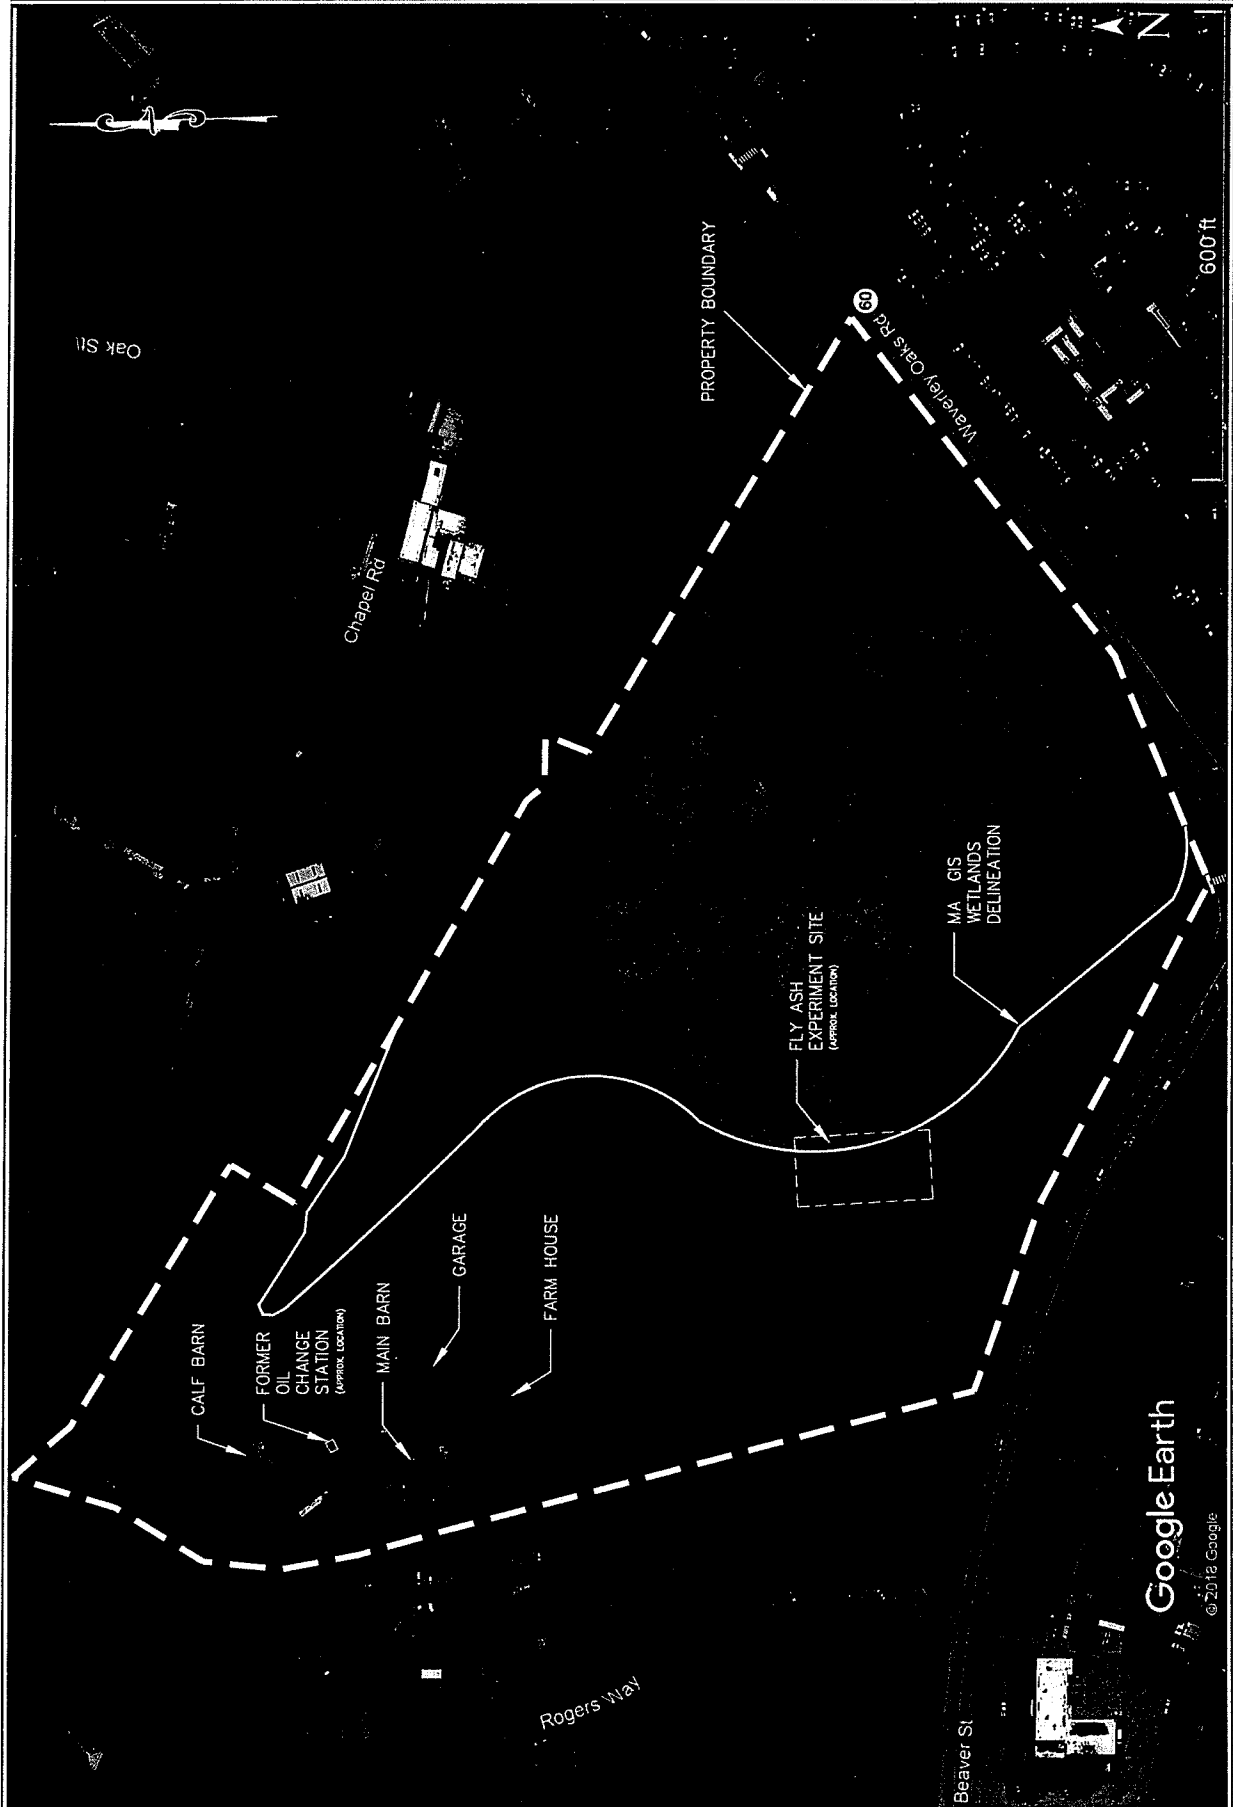 N
Oak St
Chapel Rd
PROPERTY BOUNDARY
60
Waverley Oaks Rd
600 ft
CALF BARN
FORMER
OIL
CHANGE
STATION
(APPROX. LOCATION)
MAIN BARN
GARAGE
FARM HOUSE
FLY ASH
EXPERIMENT SITE
(APPROX. LOCATION)
MA GIS
WETLANDS
DELINEATION
Rogers Way
Beaver St
Google Earth
© 2018 Google